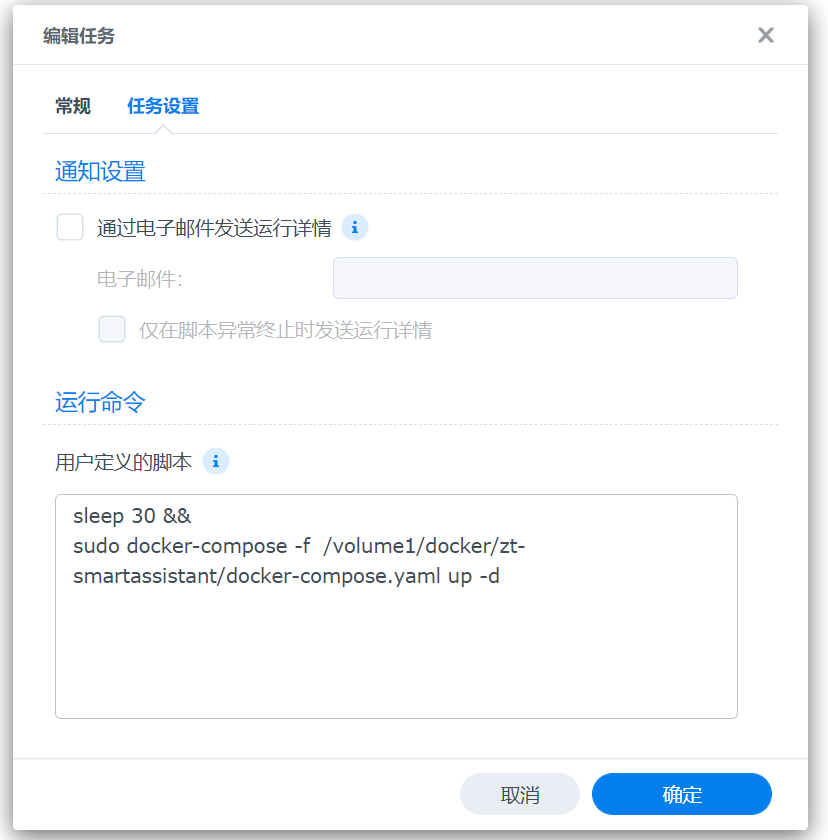 编辑任务
常规 任务设置
通知设置
通过电子邮件发送运行详情
电子邮件：
仅在脚本异常终止时发送运行详情
运行命令
用户定义的脚本
sleep 30 &&
sudo docker-compose -f  /volume1/docker/zt-
smartassistant/docker-compose.yaml up -d
取消 确定